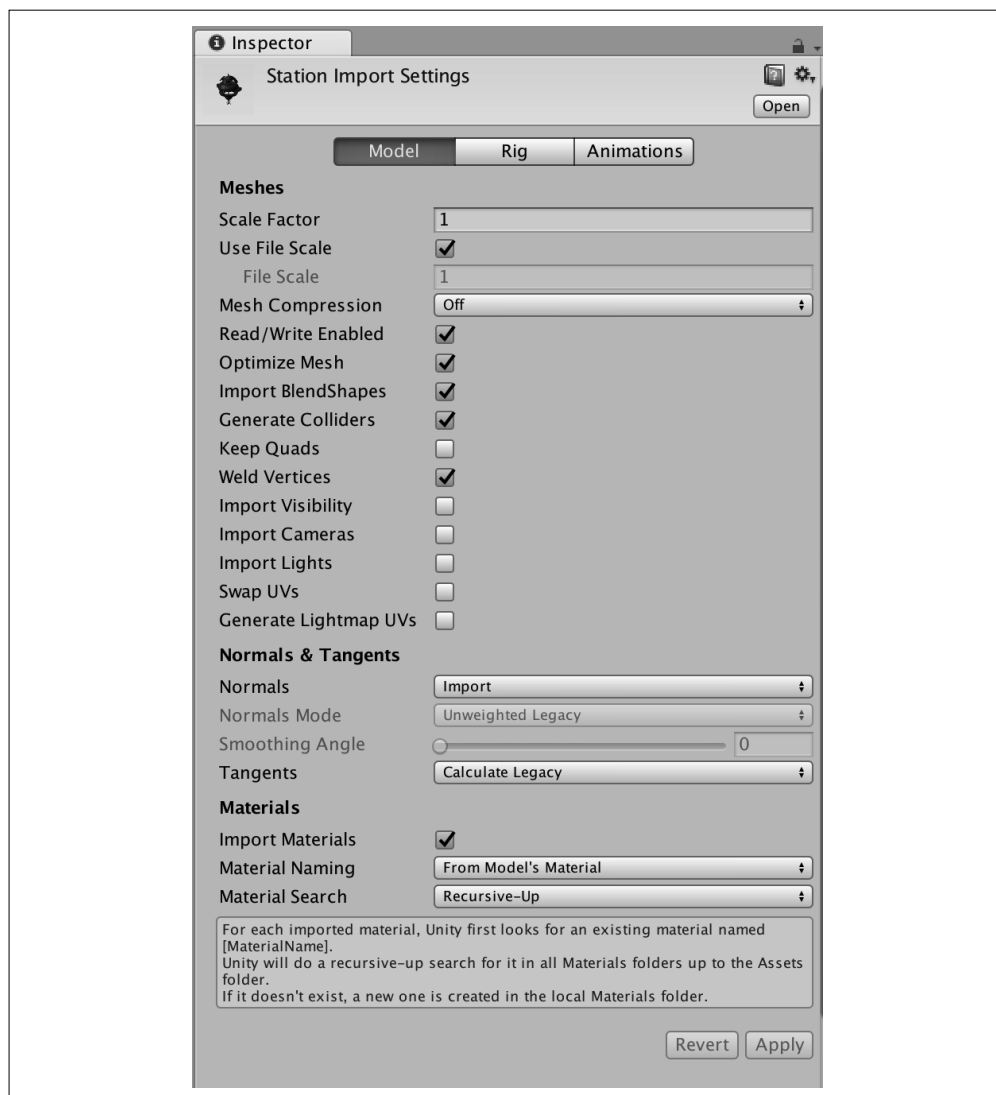 Inspector
Station Import Settings
Open
Model Rig Animations
Meshes
Scale Factor 1
Use File Scale
File Scale 1
Mesh Compression Off
Read/Write Enabled
Optimize Mesh
Import BlendShapes
Generate Colliders
Keep Quads
Weld Vertices
Import Visibility
Import Cameras
Import Lights
Swap UVs
Generate Lightmap UVs
Normals & Tangents
Normals Import
Normals Mode Unweighted Legacy
Smoothing Angle 0
Tangents Calculate Legacy
Materials
Import Materials
Material Naming From Model's Material
Material Search Recursive-Up
For each imported material, Unity first looks for an existing material named
[MaterialName].
Unity will do a recursive-up search for it in all Materials folders up to the Assets
folder.
If it doesn't exist, a new one is created in the local Materials folder.
Revert Apply